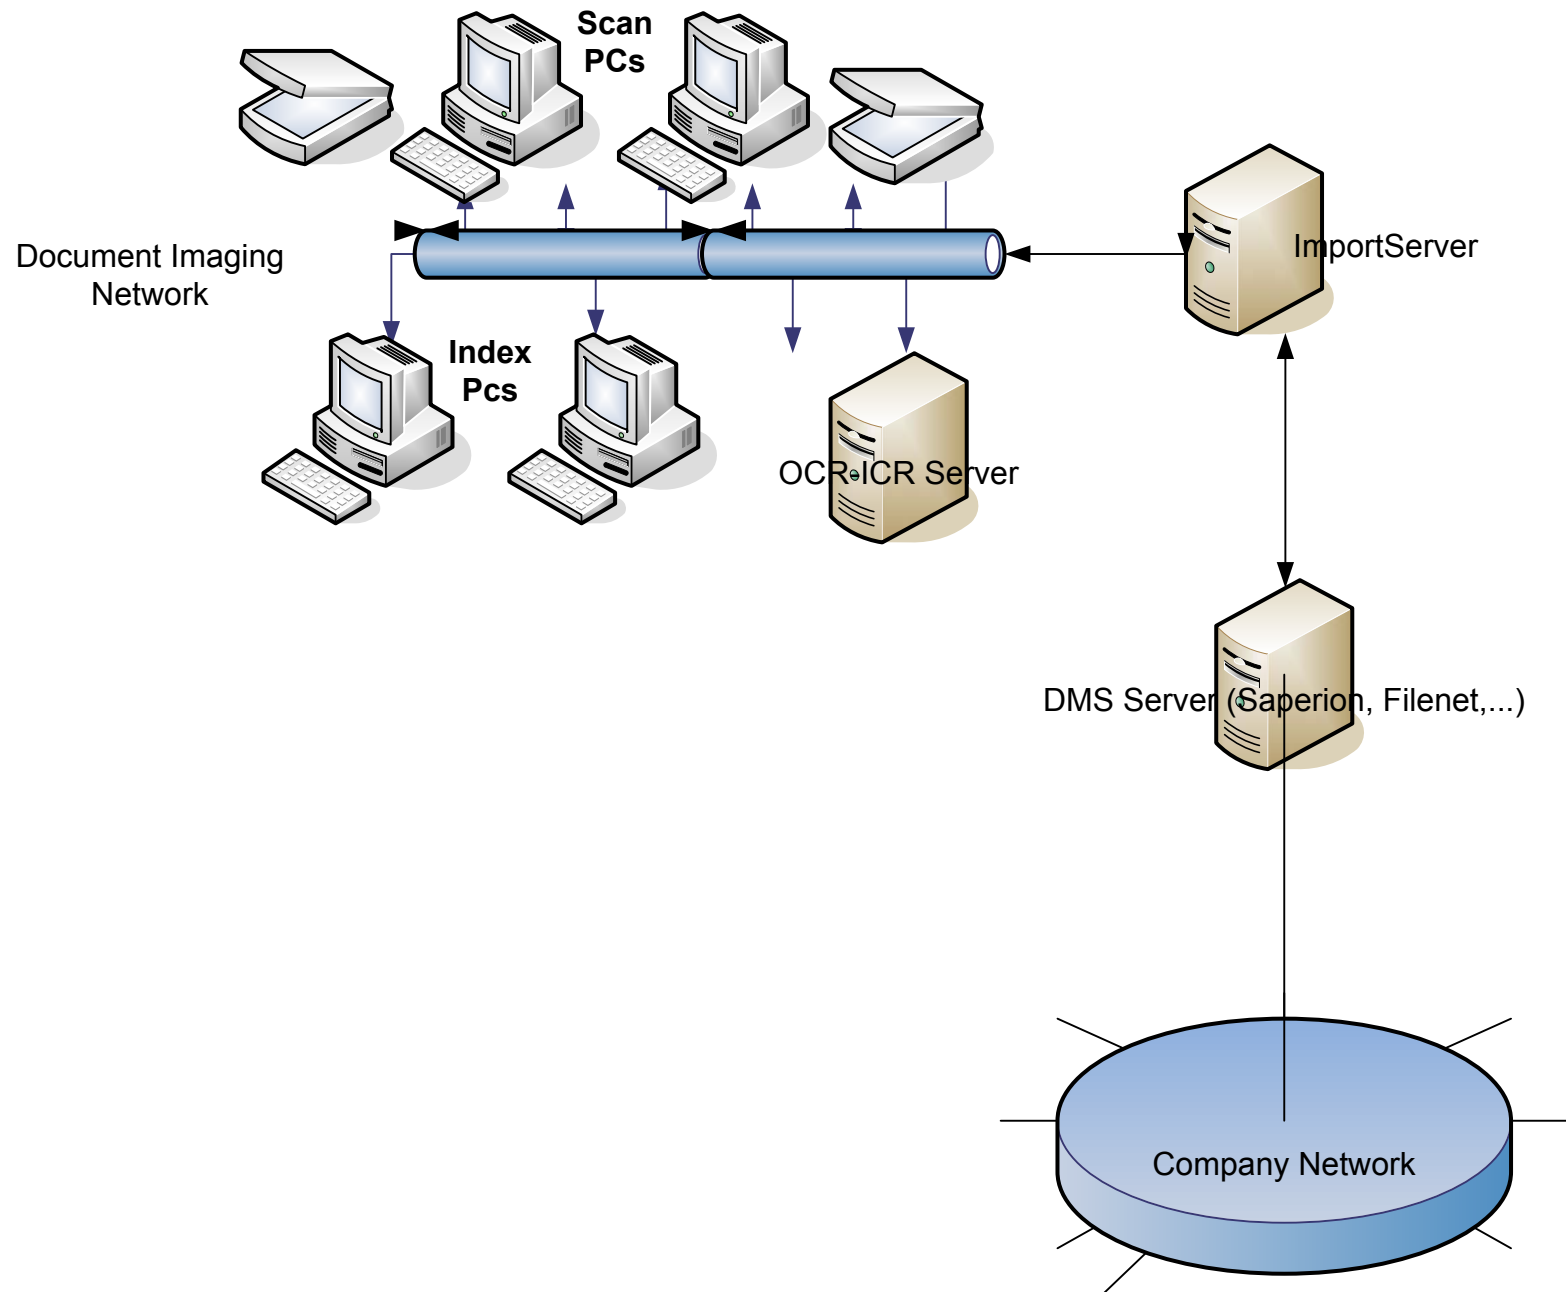 Scan
PCs
Document Imaging
Network
ImportServer
Index
Pcs
OCR-ICR Server
DMS Server (Saperion, Filenet,...)
Company Network